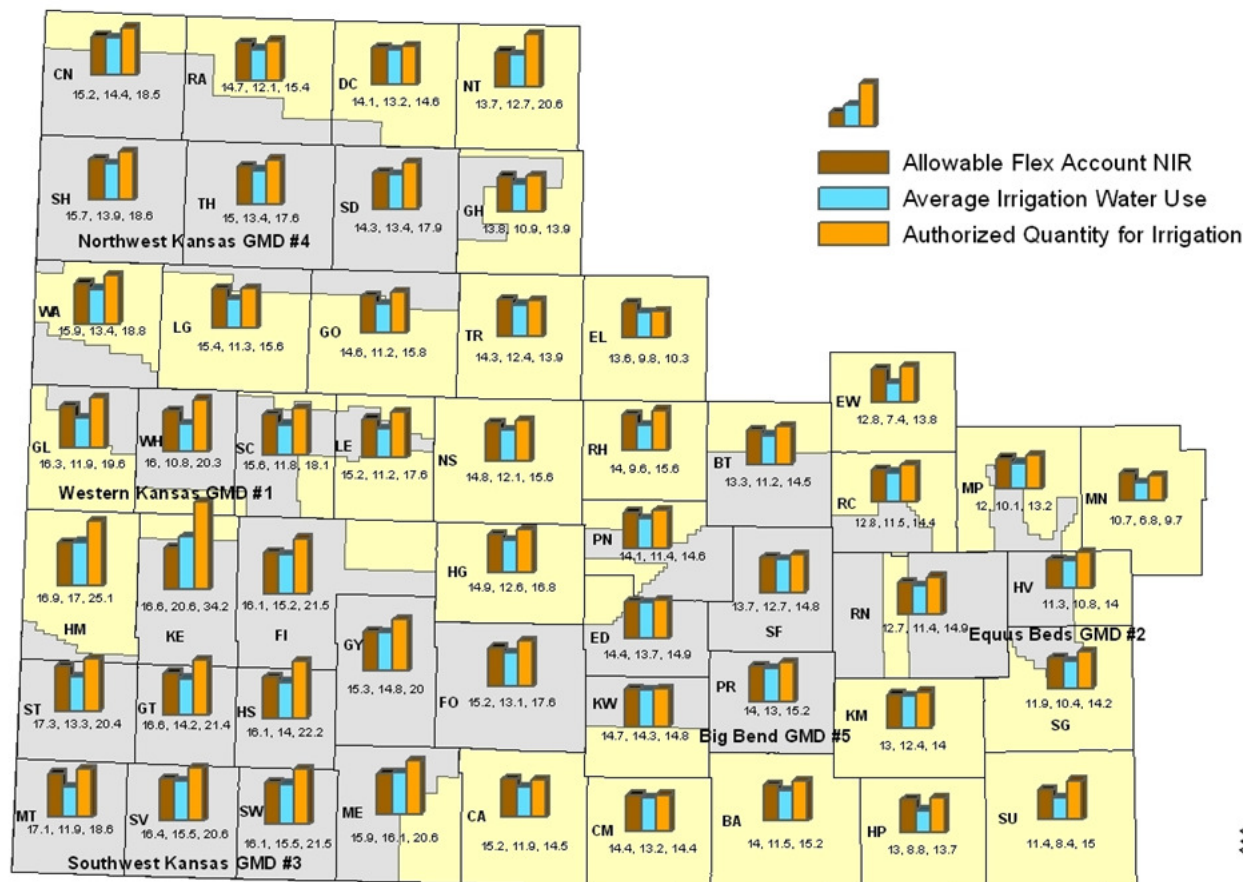 CN
15.2, 14.4, 18.5
RA
14.7, 12.1, 15.4
DC
14.1, 13.2, 14.6
NT
13.7, 12.7, 20.6
Allowable Flex Account NIR
Average Irrigation Water Use
Authorized Quantity for Irrigation
SH
15.7, 13.9, 18.6
TH
15, 13.4, 17.6
SD
14.3, 13.4, 17.9
GH
13.8, 10.9, 13.9
Northwest Kansas GMD #4
WA
15.9, 13.4, 18.8
LG
15.4, 11.3, 15.6
GO
14.6, 11.2, 15.8
TR
14.3, 12.4, 13.9
EL
13.6, 9.8, 10.3
EW
12.8, 7.4, 13.8
GL
16.3, 11.9, 19.6
WH
16, 10.8, 20.3
SC
15.6, 11.8, 18.1
LE
15.2, 11.2, 17.6
NS
14.8, 12.1, 15.6
RH
14, 9.6, 15.6
BT
13.3, 11.2, 14.5
RC
12.8, 11.5, 14.4
MP
12, 10.1, 13.2
MN
10.7, 6.8, 9.7
Western Kansas GMD #1
HM
16.9, 17, 25.1
KE
16.6, 20.6, 34.2
FI
16.1, 15.2, 21.5
HG
14.9, 12.6, 16.8
PN
14.1, 11.4, 14.6
SF
13.7, 12.7, 14.8
RN
12.7, 11.4, 14.9
HV
11.3, 10.8, 14
Equus Beds GMD #2
GY
15.3, 14.8, 20
ED
14.4, 13.7, 14.9
ST
17.3, 13.3, 20.4
GT
16.6, 14.2, 21.4
HS
16.1, 14, 22.2
FO
15.2, 13.1, 17.6
KW
14.7, 14.3, 14.8
PR
14, 13, 15.2
KM
13, 12.4, 14
SG
11.9, 10.4, 14.2
Big Bend GMD #5
MT
17.1, 11.9, 18.6
SV
16.4, 15.5, 20.6
SW
16.1, 15.5, 21.5
ME
15.9, 16.1, 20.6
CA
15.2, 11.9, 14.5
CM
14.4, 13.2, 14.4
BA
14, 11.5, 15.2
HP
13, 8.8, 13.7
SU
11.4, 8.4, 15
Southwest Kansas GMD #3